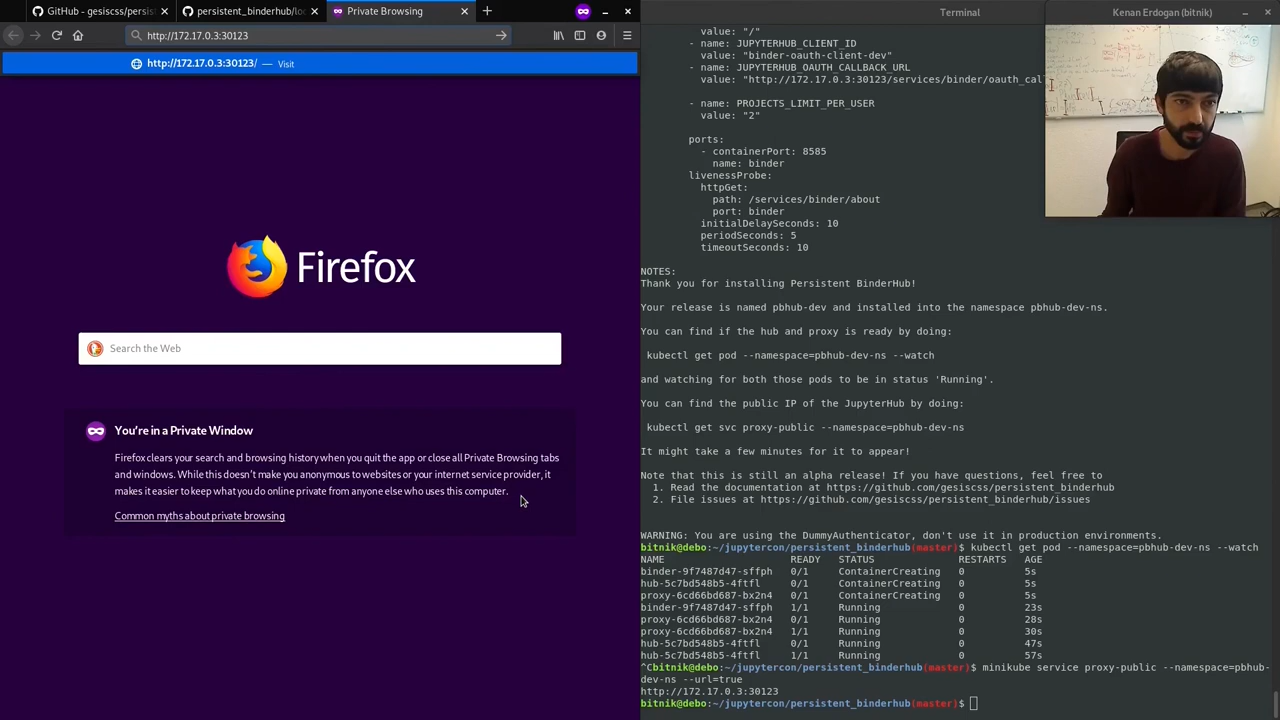 GitHub - gesiscss/persis
persistent_binderhub/loc
Private Browsing
http://172.17.0.3:30123
http://172.17.0.3:30123/ — Visit
Firefox
Search the Web
You're in a Private Window
Firefox clears your search and browsing history when you quit the app or close all Private Browsing tabs
and windows. While this doesn't make you anonymous to websites or your internet service provider, it
makes it easier to keep what you do online private from anyone else who uses this computer.
Common myths about private browsing
Terminal
Kenan Erdogan (bitnik)
value: "/"
- name: JUPYTERHUB_CLIENT_ID
value: "binder-oauth-client-dev"
- name: JUPYTERHUB_OAUTH_CALLBACK_URL
value: "http://172.17.0.3:30123/services/binder/oauth_cal
- name: PROJECTS_LIMIT_PER_USER
value: "2"
ports:
- containerPort: 8585
name: binder
livenessProbe:
httpGet:
path: /services/binder/about
port: binder
initialDelaySeconds: 10
periodSeconds: 5
timeoutSeconds: 10
NOTES:
Thank you for installing Persistent BinderHub!
Your release is named pbhub-dev and installed into the namespace pbhub-dev-ns.
You can find if the hub and proxy is ready by doing:
kubectl get pod --namespace=pbhub-dev-ns --watch
and watching for both those pods to be in status 'Running'.
You can find the public IP of the JupyterHub by doing:
kubectl get svc proxy-public --namespace=pbhub-dev-ns
It might take a few minutes for it to appear!
Note that this is still an alpha release! If you have questions, feel free to
1. Read the documentation at https://github.com/gesiscss/persistent_binderhub
2. File issues at https://github.com/gesiscss/persistent_binderhub/issues
WARNING: You are using the DummyAuthenticator, don't use it in production environments.
bitnik@debo:~/jupytercon/persistent_binderhub(master)$ kubectl get pod --namespace=pbhub-dev-ns --watch
NAME READY STATUS RESTARTS AGE
binder-9f7487d47-sffph 0/1 ContainerCreating 0 5s
hub-5c7bd548b5-4ftfl 0/1 ContainerCreating 0 5s
proxy-6cd66bd687-bx2n4 0/1 ContainerCreating 0 5s
binder-9f7487d47-sffph 1/1 Running 0 23s
proxy-6cd66bd687-bx2n4 0/1 Running 0 28s
proxy-6cd66bd687-bx2n4 1/1 Running 0 30s
hub-5c7bd548b5-4ftfl 0/1 Running 0 47s
hub-5c7bd548b5-4ftfl 1/1 Running 0 57s
^Cbitnik@debo:~/jupytercon/persistent_binderhub(master)$ minikube service proxy-public --namespace=pbhub-
dev-ns --url=true
http://172.17.0.3:30123
bitnik@debo:~/jupytercon/persistent_binderhub(master)$